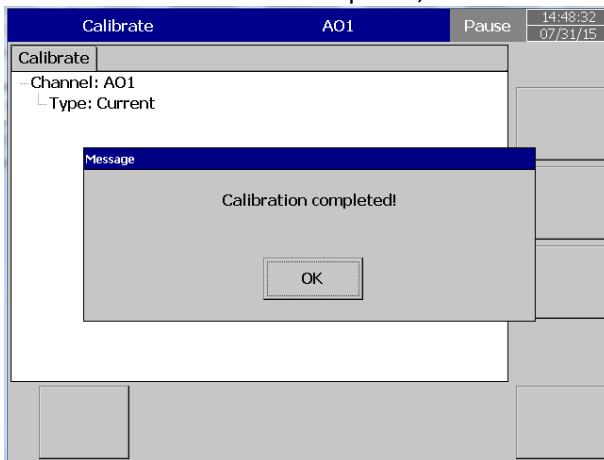 Calibrate AO1 Pause 14:48:32
07/31/15
Calibrate
Channel: AO1
Type: Current
Message
Calibration completed!
OK